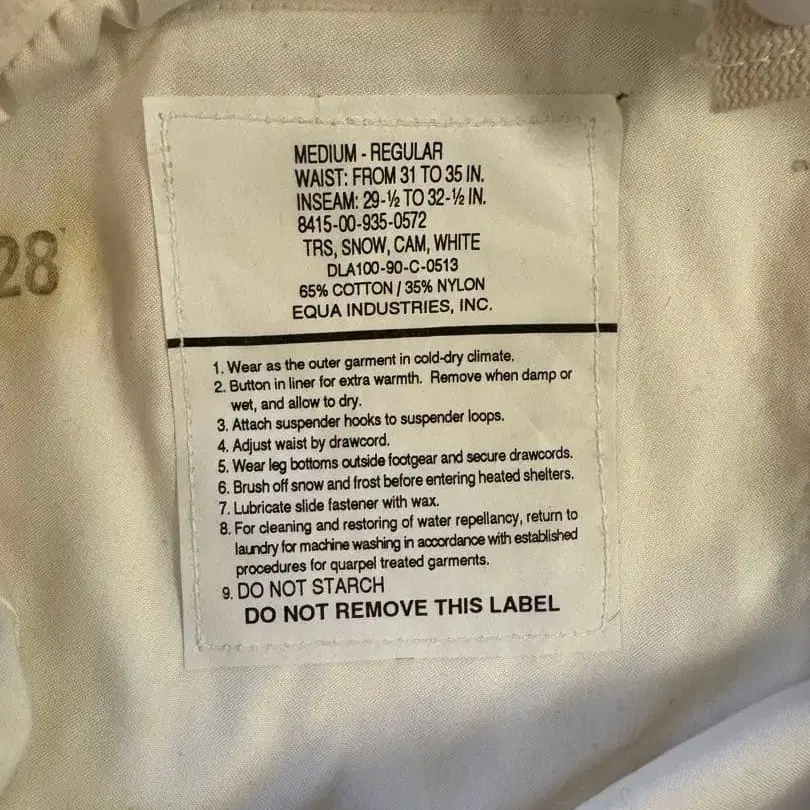 MEDIUM - REGULAR
WAIST: FROM 31 TO 35 IN.
INSEAM: 29-½ TO 32-½ IN.
8415-00-935-0572
TRS, SNOW, CAM, WHITE
DLA100-90-C-0513
65% COTTON / 35% NYLON
EQUA INDUSTRIES, INC.
28
1. Wear as the outer garment in cold-dry climate.
2. Button in liner for extra warmth. Remove when damp or
wet, and allow to dry.
3. Attach suspender hooks to suspender loops.
4. Adjust waist by drawcord.
5. Wear leg bottoms outside footgear and secure drawcords.
6. Brush off snow and frost before entering heated shelters.
7. Lubricate slide fastener with wax.
8. For cleaning and restoring of water repellancy, return to
laundry for machine washing in accordance with established
procedures for quarpel treated garments.
9. DO NOT STARCH
DO NOT REMOVE THIS LABEL